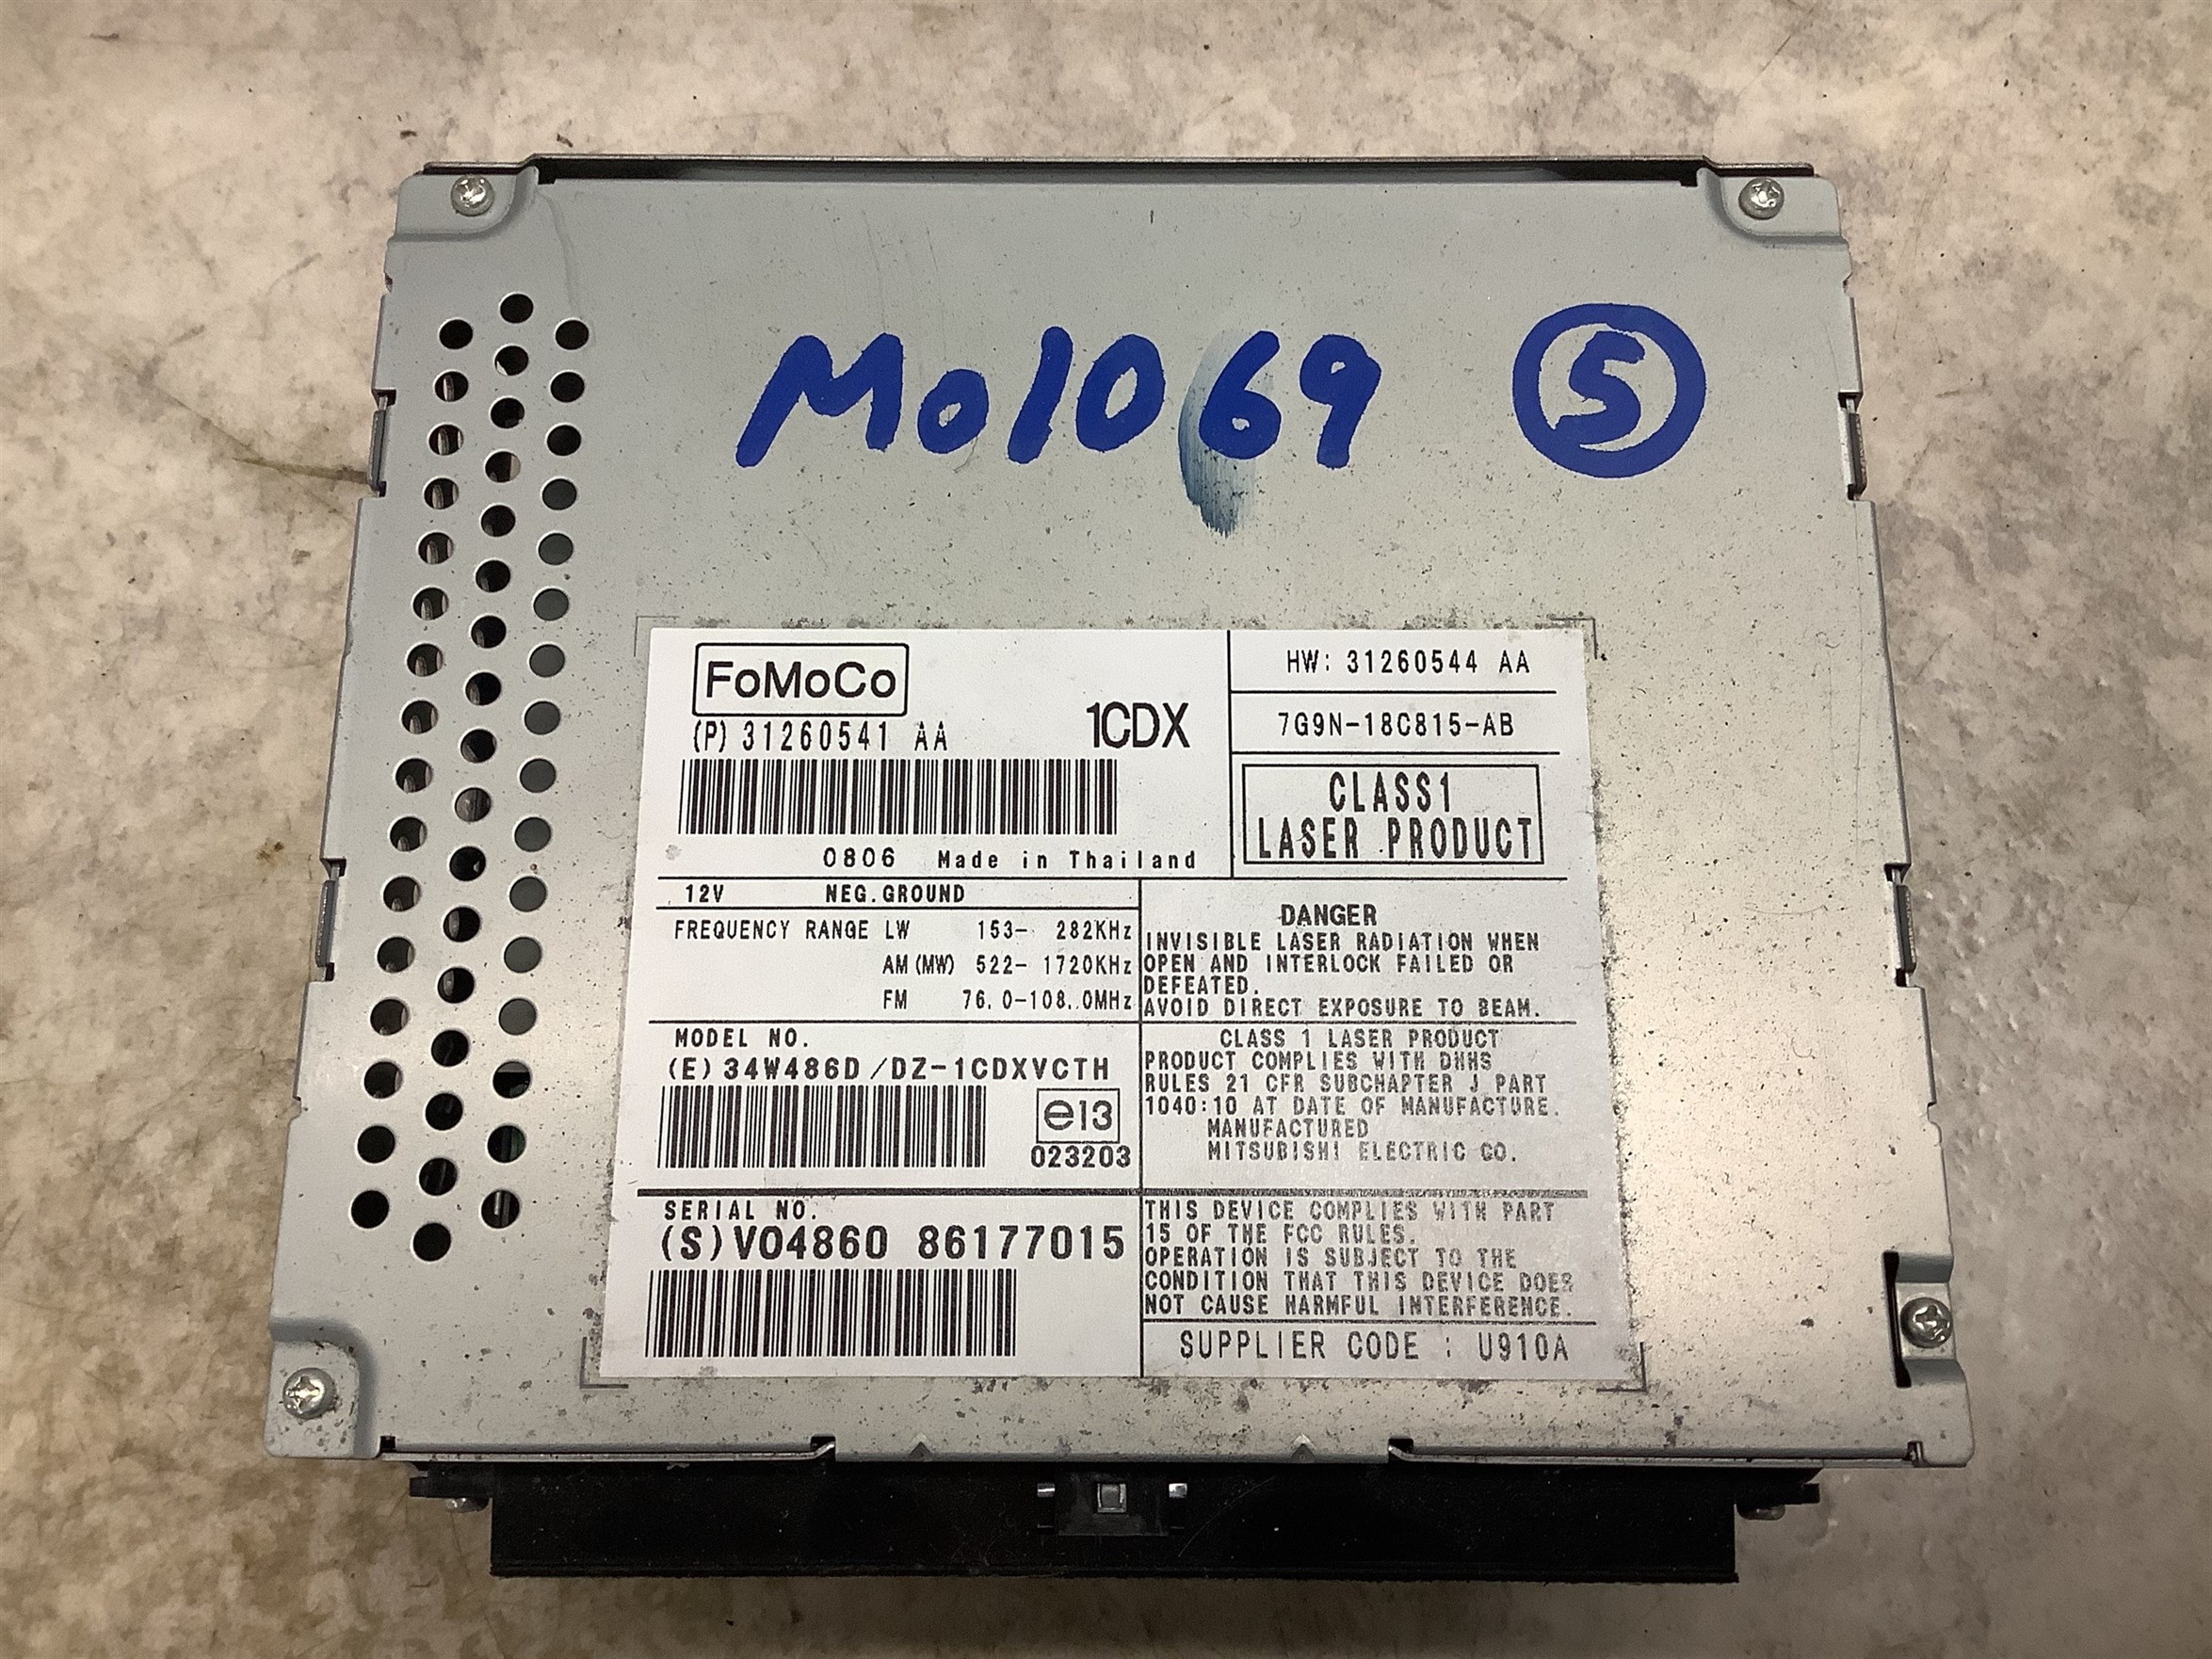 Mo1069 5
FoMoCo
(P) 31260541 AA
1CDX
HW: 31260544 AA
7G9N-18C815-AB
CLASS1
LASER PRODUCT
0806 Made in Thailand
12V NEG.GROUND
FREQUENCY RANGE LW 153- 282KHz
AM(MW) 522- 1720KHz
FM 76.0-108.0MHz
DANGER
INVISIBLE LASER RADIATION WHEN
OPEN AND INTERLOCK FAILED OR
DEFEATED.
AVOID DIRECT EXPOSURE TO BEAM.
MODEL NO.
(E) 34W486D/DZ-1CDXVCTH
e13
023203
CLASS 1 LASER PRODUCT
PRODUCT COMPLIES WITH DHHS
RULES 21 CFR SUBCHAPTER J PART
1040:10 AT DATE OF MANUFACTURE.
MANUFACTURED
MITSUBISHI ELECTRIC CO.
SERIAL NO.
(S) V04860 86177015
THIS DEVICE COMPLIES WITH PART
15 OF THE FCC RULES.
OPERATION IS SUBJECT TO THE
CONDITION THAT THIS DEVICE DOES
NOT CAUSE HARMFUL INTERFERENCE.
SUPPLIER CODE : U910A